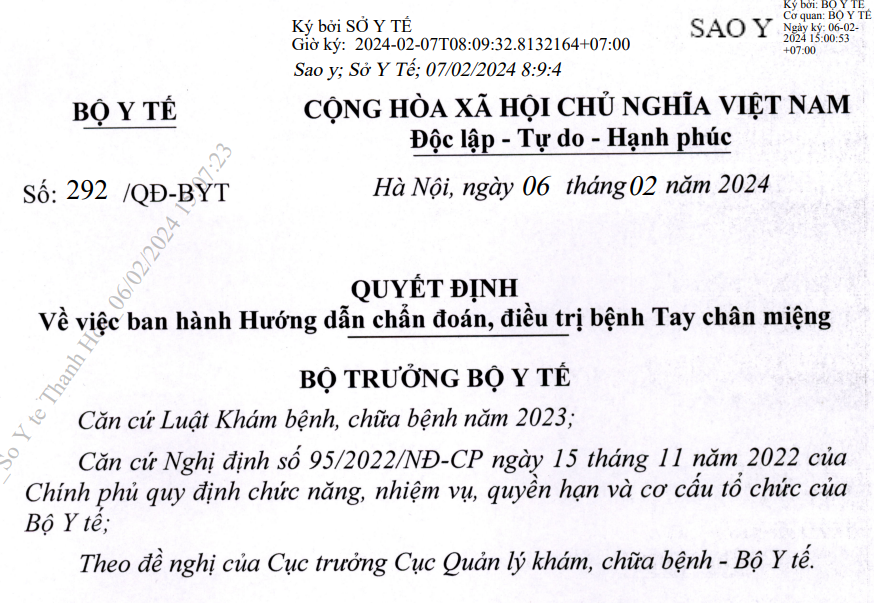 Ký bởi: BỘ Y TẾ
Cơ quan: BỘ Y TẾ
Ngày ký: 06-02-
2024 15:00:53
+07:00
SAO Y
Ký bởi SỞ Y TẾ
Giờ ký: 2024-02-07T08:09:32.8132164+07:00
Sao y; Sở Y Tế; 07/02/2024 8:9:4
BỘ Y TẾ
CỘNG HÒA XÃ HỘI CHỦ NGHĨA VIỆT NAM
Độc lập - Tự do - Hạnh phúc
Số: 292 /QĐ-BYT
Hà Nội, ngày 06 tháng 02 năm 2024
QUYẾT ĐỊNH
Về việc ban hành Hướng dẫn chẩn đoán, điều trị bệnh Tay chân miệng
BỘ TRƯỞNG BỘ Y TẾ
Căn cứ Luật Khám bệnh, chữa bệnh năm 2023;
Căn cứ Nghị định số 95/2022/NĐ-CP ngày 15 tháng 11 năm 2022 của
Chính phủ quy định chức năng, nhiệm vụ, quyền hạn và cơ cấu tổ chức của
Bộ Y tế;
Theo đề nghị của Cục trưởng Cục Quản lý khám, chữa bệnh - Bộ Y tế.
_So Y te Thanh 06/02/2024 07:23